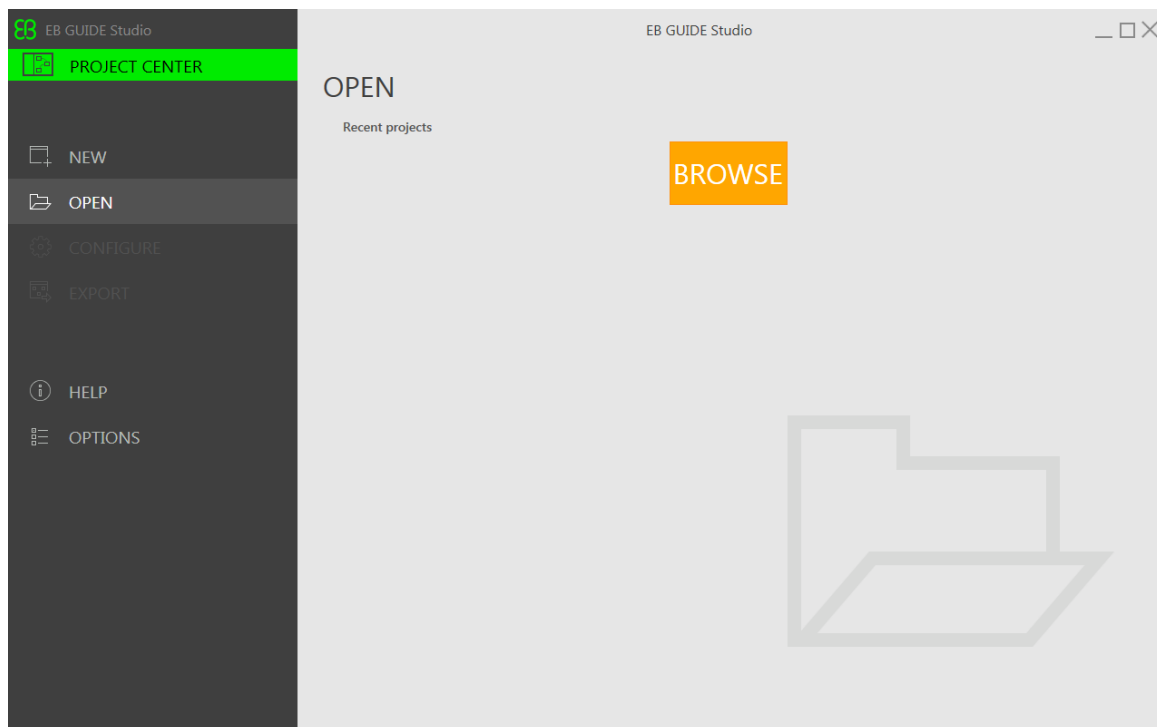 EB GUIDE Studio
EB GUIDE Studio
PROJECT CENTER
NEW
OPEN
CONFIGURE
EXPORT
HELP
OPTIONS
OPEN
Recent projects
BROWSE